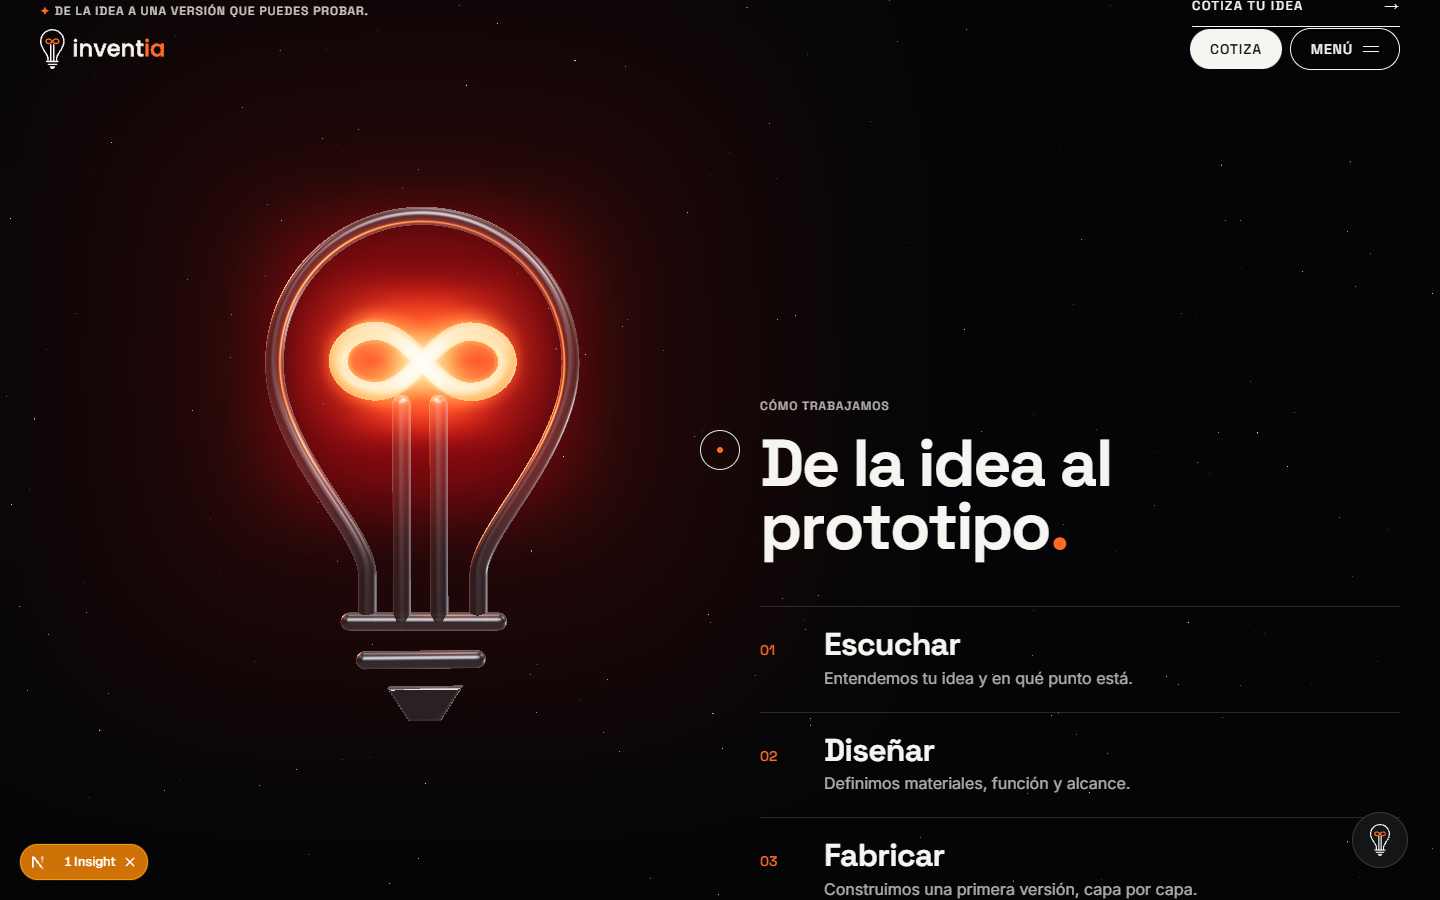 ✦ DE LA IDEA A UNA VERSIÓN QUE PUEDES PROBAR.
COTIZA TU IDEA →
inventia
COTIZA
MENÚ
CÓMO TRABAJAMOS
De la idea al
prototipo.
01
Escuchar
Entendemos tu idea y en qué punto está.
02
Diseñar
Definimos materiales, función y alcance.
03
Fabricar
Construimos una primera versión, capa por capa.
N 1 Insight ×